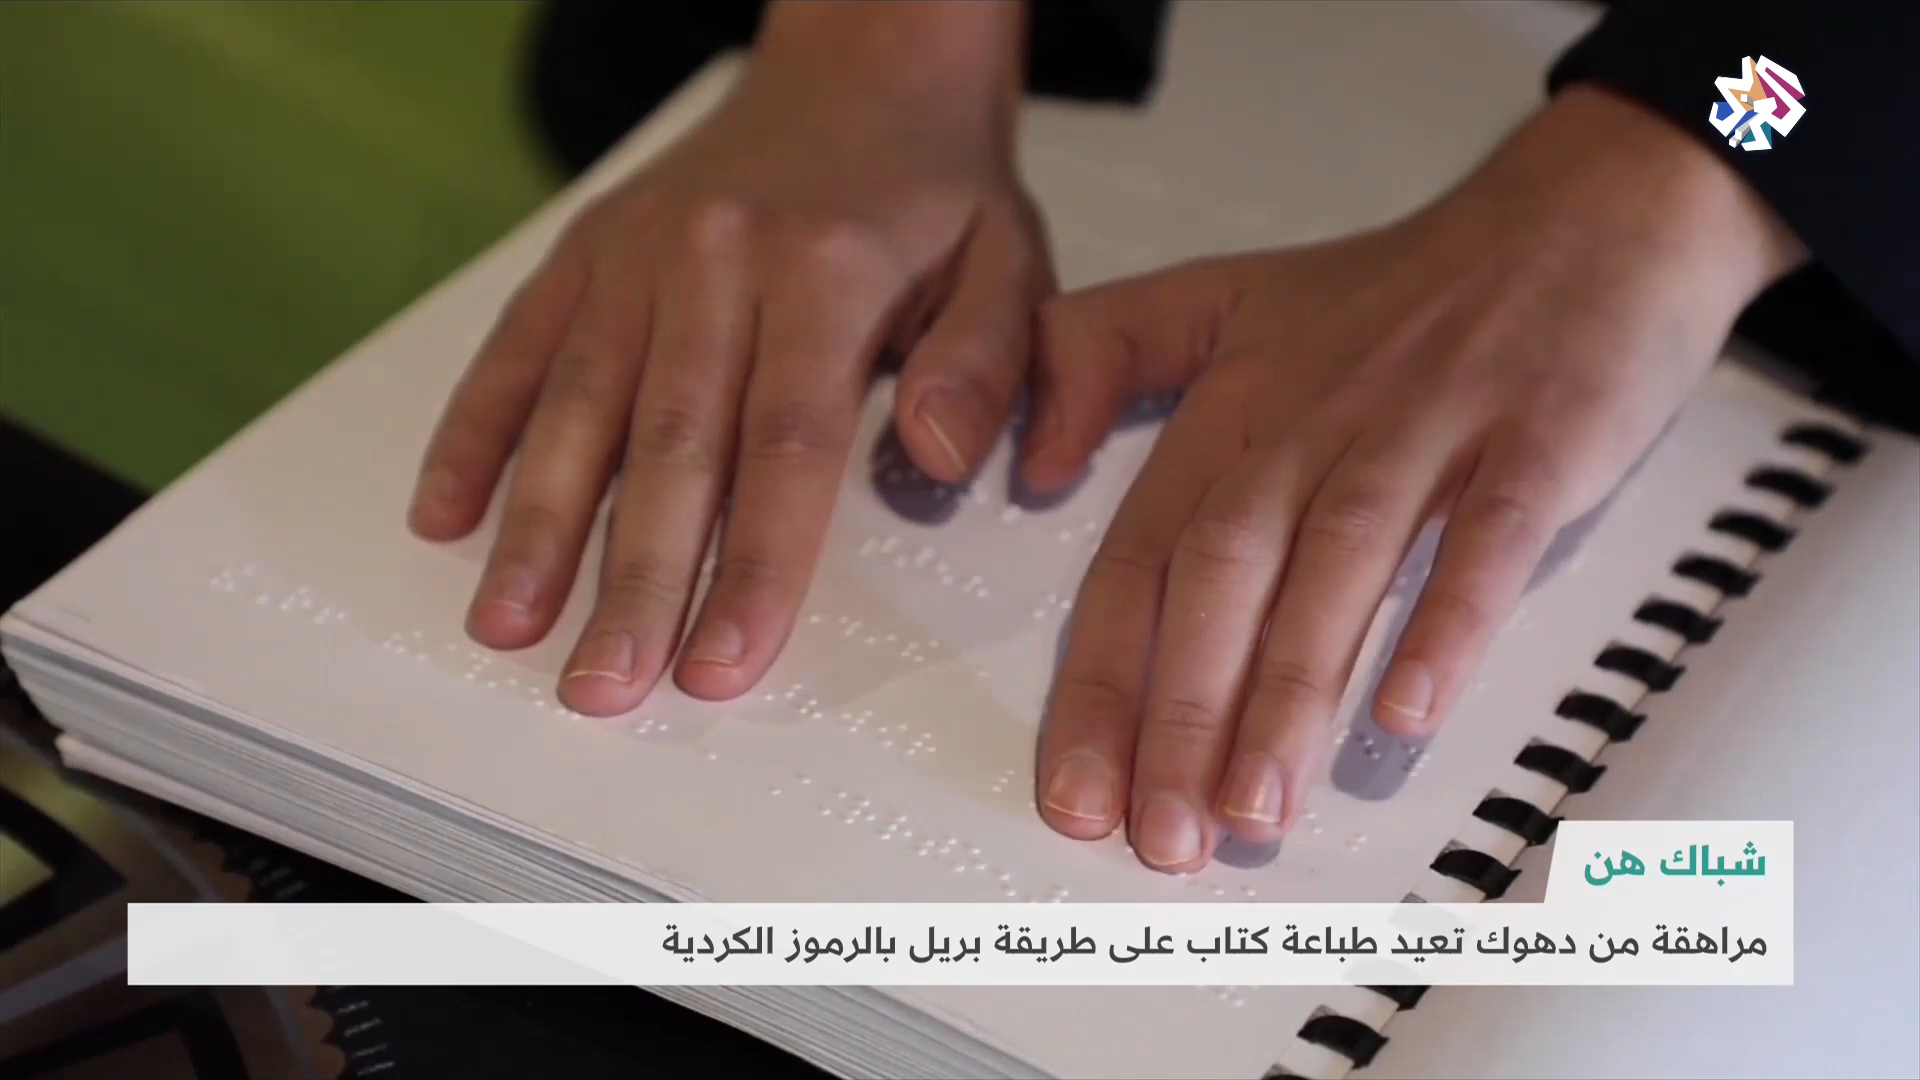 شباك هن
مراهقة من دهوك تعيد طباعة كتاب على طريقة بريل بالرموز الكردية